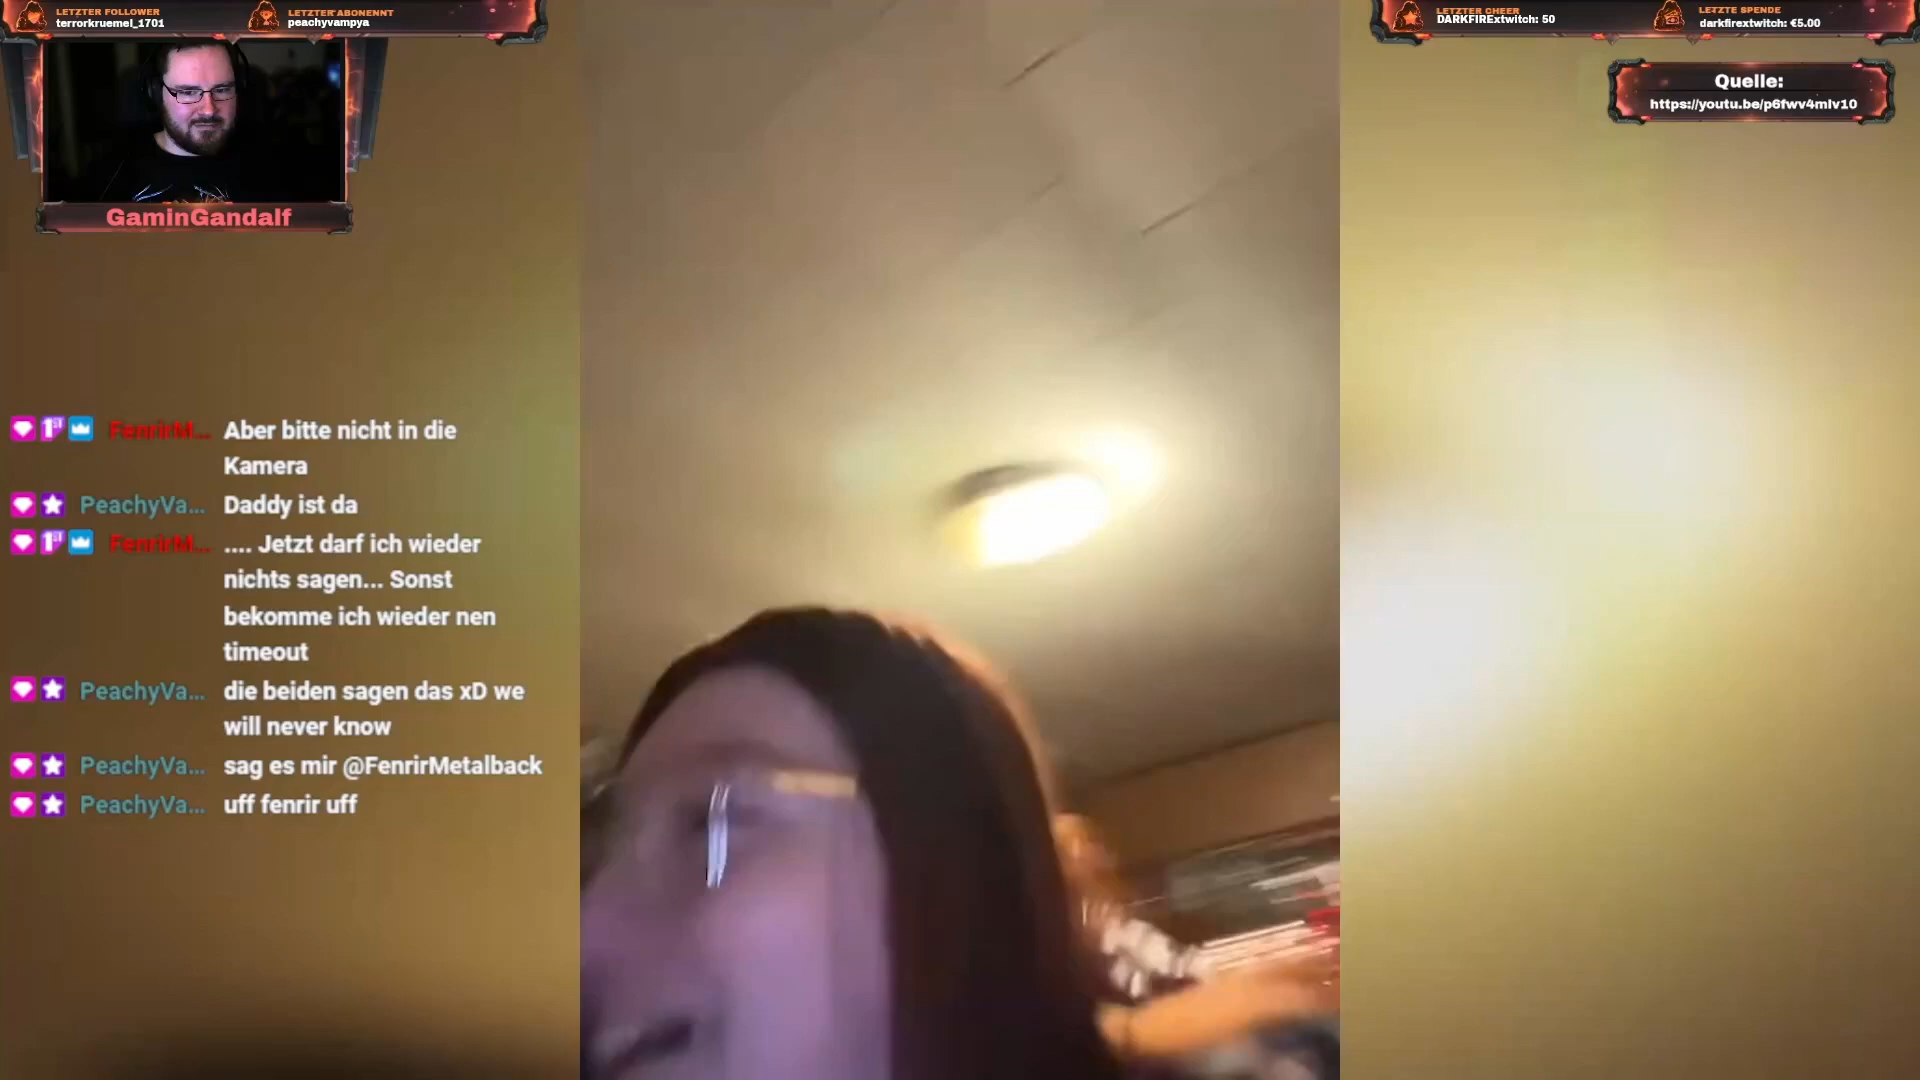 LETZTER FOLLOWER
terrorkruemel_1701
LETZTER ABONENNT
peachyvampya
LETZTER CHEER
DARKFIRExtwitch: 50
LETZTE SPENDE
darkfirextwitch: €5.00
Quelle:
https://youtu.be/p6fwv4mlv10
GaminGandalf
FenrirM... Aber bitte nicht in die
Kamera
PeachyVa... Daddy ist da
FenrirM... .... Jetzt darf ich wieder
nichts sagen... Sonst
bekomme ich wieder nen
timeout
PeachyVa... die beiden sagen das xD we
will never know
PeachyVa... sag es mir @FenrirMetalback
PeachyVa... uff fenrir uff